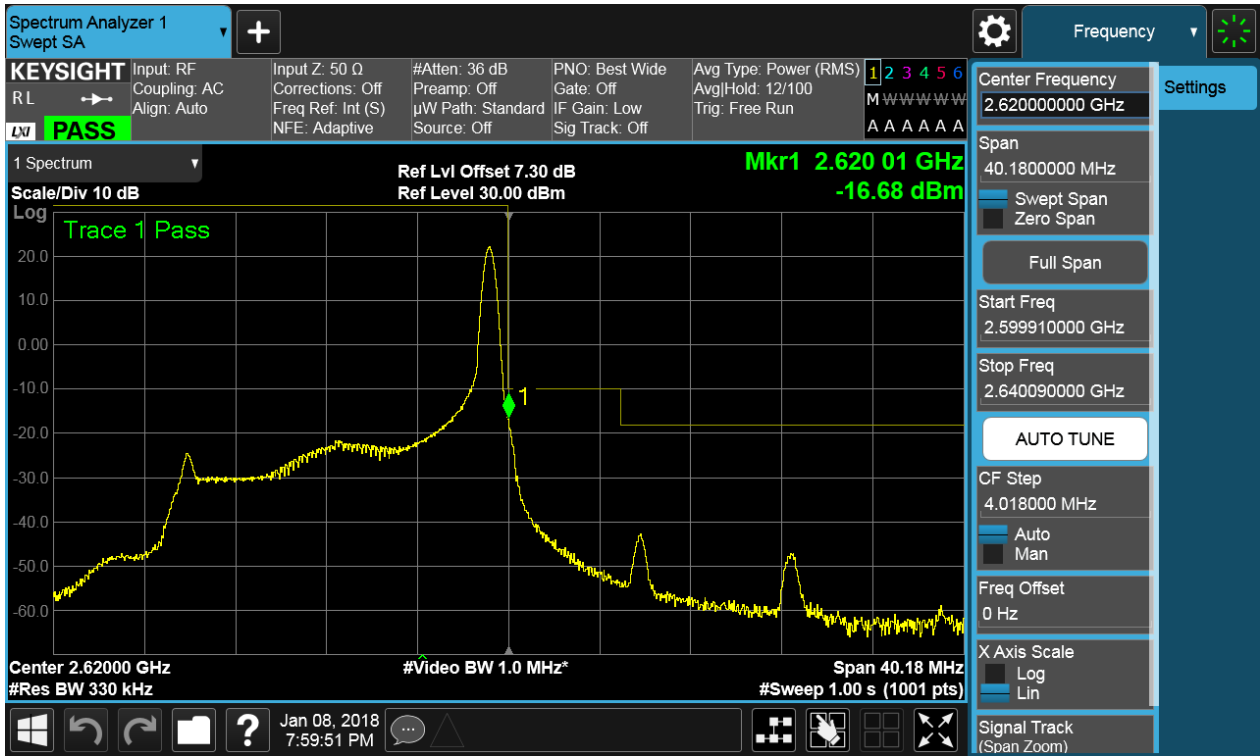 Spectrum Analyzer 1
Swept SA
+
Frequency
KEYSIGHT
RL
LXI
PASS
Input: RF
Coupling: AC
Align: Auto
Input Z: 50 Ω
Corrections: Off
Freq Ref: Int (S)
NFE: Adaptive
#Atten: 36 dB
Preamp: Off
µW Path: Standard
Source: Off
PNO: Best Wide
Gate: Off
IF Gain: Low
Sig Track: Off
Avg Type: Power (RMS)
Avg|Hold: 12/100
Trig: Free Run
1 2 3 4 5 6
M W W W W W
A A A A A A
1 Spectrum
Scale/Div 10 dB
Ref Lvl Offset 7.30 dB
Ref Level 30.00 dBm
Mkr1 2.620 01 GHz
-16.68 dBm
Log
Trace 1 Pass
20.0
10.0
0.00
-10.0
-20.0
-30.0
-40.0
-50.0
-60.0
1
Center 2.62000 GHz
#Video BW 1.0 MHz*
Span 40.18 MHz
#Res BW 330 kHz
#Sweep 1.00 s (1001 pts)
Center Frequency
2.620000000 GHz
Settings
Span
40.1800000 MHz
Swept Span
Zero Span
Full Span
Start Freq
2.599910000 GHz
Stop Freq
2.640090000 GHz
AUTO TUNE
CF Step
4.018000 MHz
Auto
Man
Freq Offset
0 Hz
X Axis Scale
Log
Lin
Signal Track
(Span Zoom)
?
Jan 08, 2018
7:59:51 PM